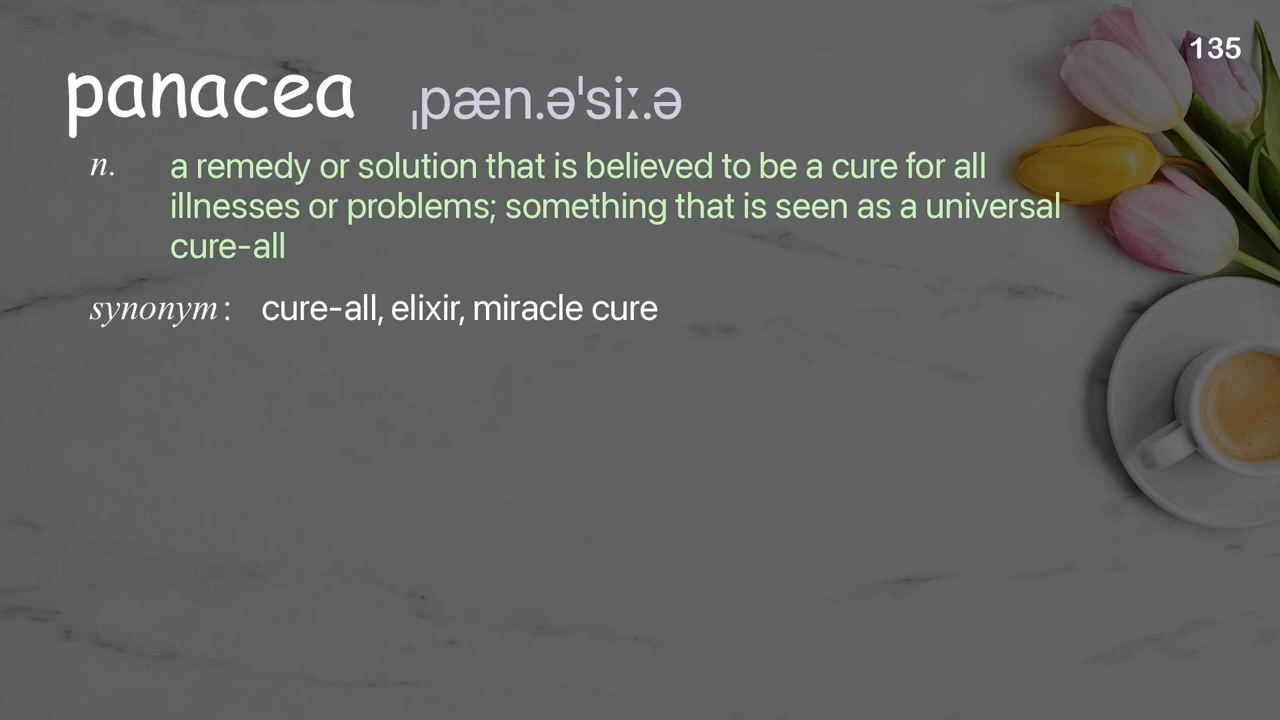 135
panacea ˌpæn.əˈsiː.ə
n. a remedy or solution that is believed to be a cure for all
illnesses or problems; something that is seen as a universal
cure-all
synonym: cure-all, elixir, miracle cure